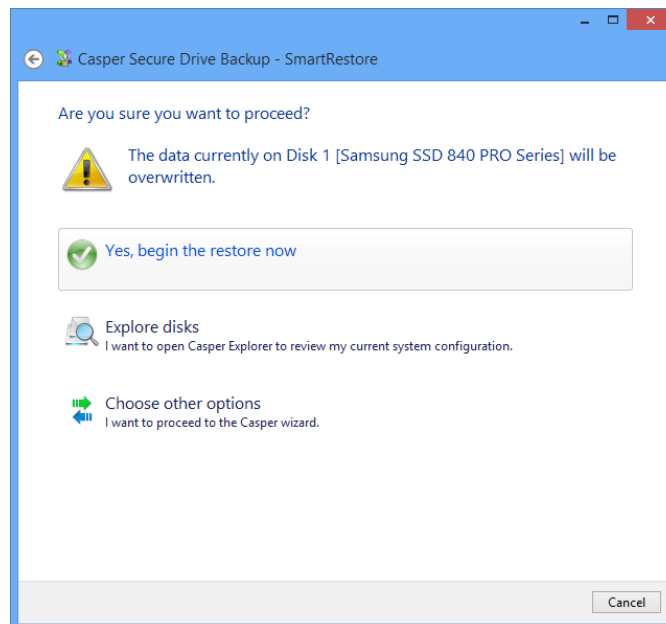 Casper Secure Drive Backup - SmartRestore
Are you sure you want to proceed?
The data currently on Disk 1 [Samsung SSD 840 PRO Series] will be
overwritten.
Yes, begin the restore now
Explore disks
I want to open Casper Explorer to review my current system configuration.
Choose other options
I want to proceed to the Casper wizard.
Cancel